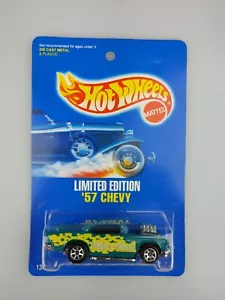 Not recommended for ages under 3
DIE CAST METAL
& PLASTIC
Hot Wheels
MATTEL
LIMITED EDITION
'57 CHEVY